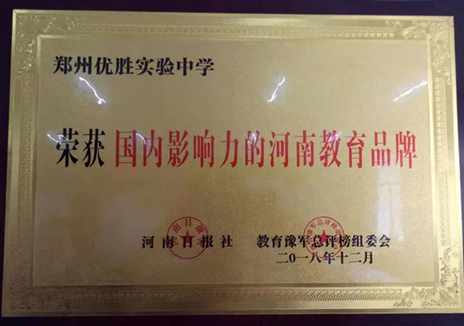 郑州优胜实验中学
荣获 国内影响力的河南教育品牌
河南日报社 教育豫军总评榜组委会
二〇一八年十二月